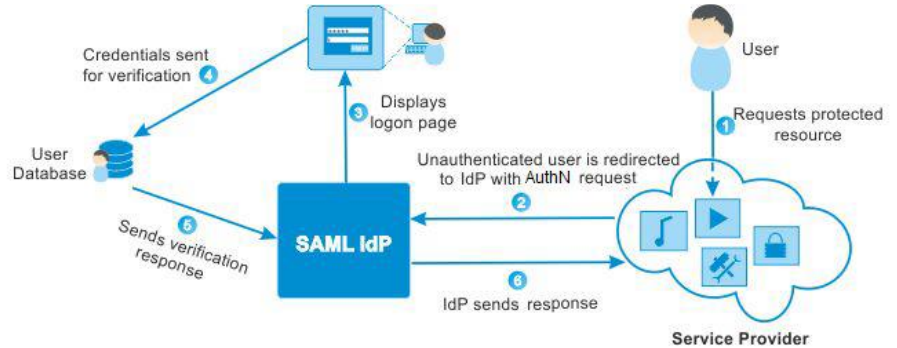 Credentials sent
for verification 4
User
1 Requests protected
resource
3 Displays
logon page
User
Database
Unauthenticated user is redirected
to IdP with AuthN request
2
5
Sends verification
response
SAML IdP
6
IdP sends response
Service Provider